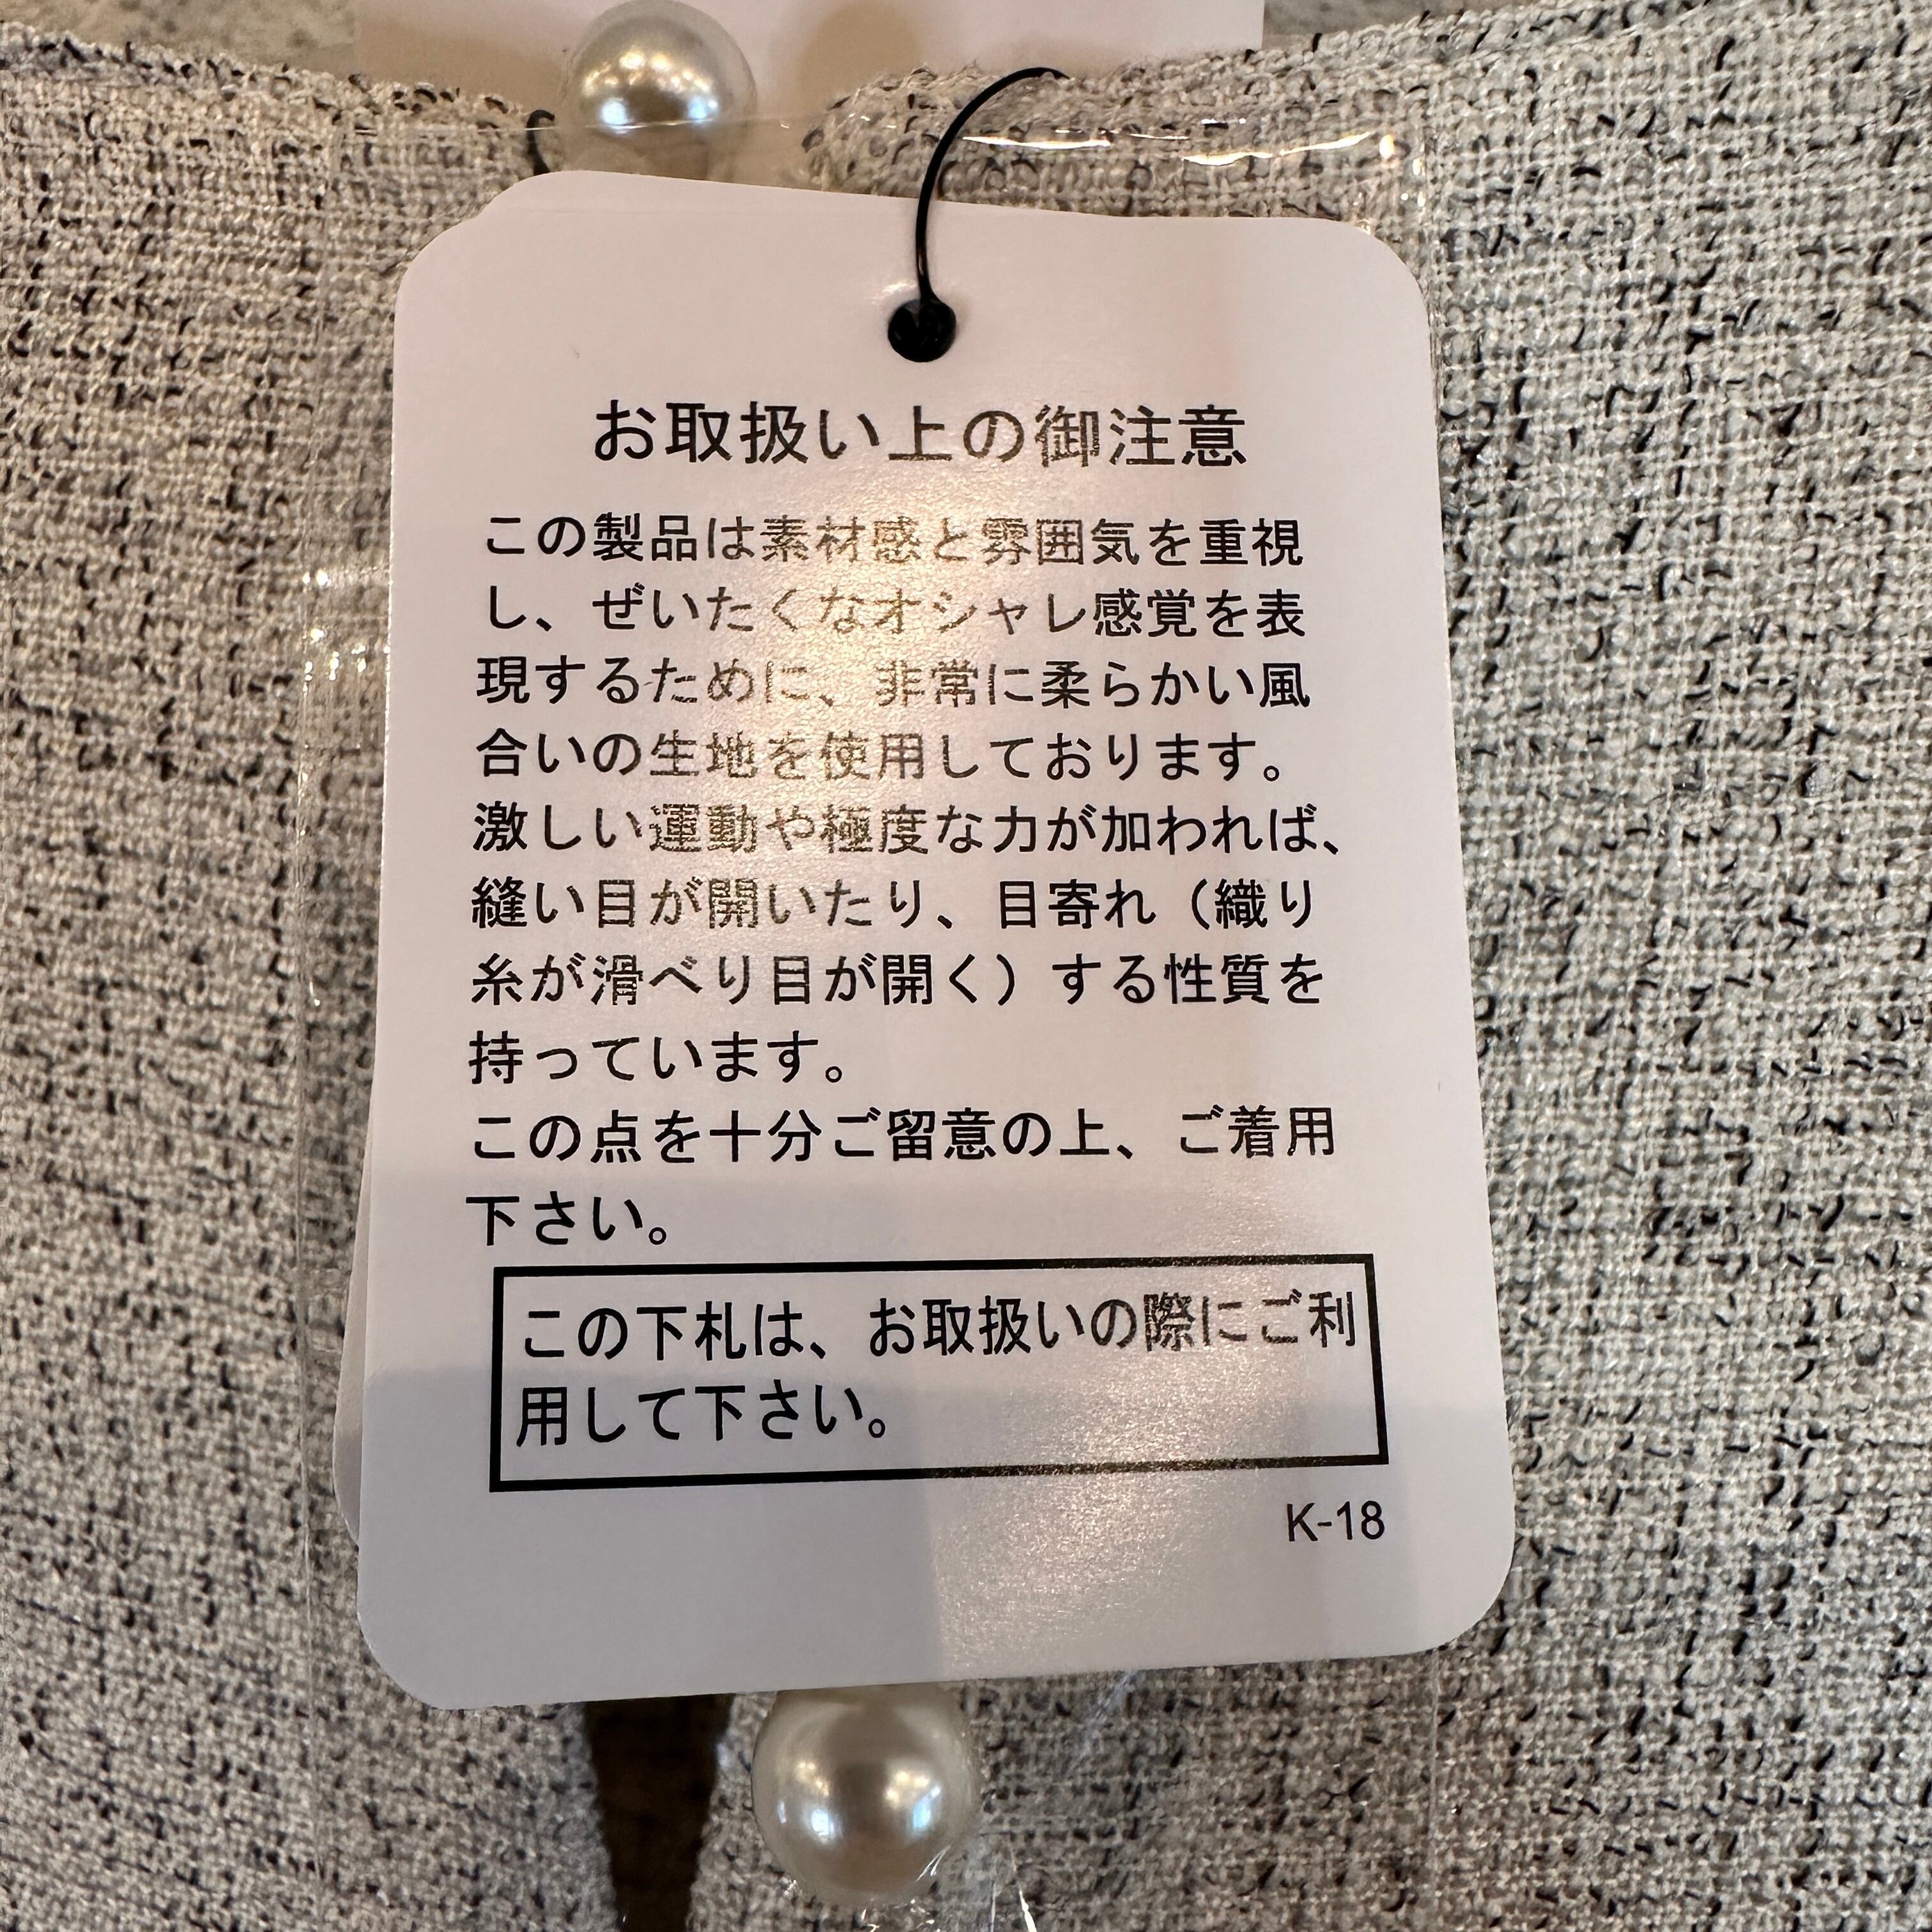 お取扱い上の御注意
この製品は素材感と雰囲気を重視
し、ぜいたくなオシャレ感覚を表
現するために、非常に柔らかい風
合いの生地を使用しております。
激しい運動や極度な力が加われば、
縫い目が開いたり、目寄れ（織り
糸が滑べり目が開く）する性質を
持っています。
この点を十分ご留意の上、ご着用
下さい。
この下札は、お取扱いの際にご利
用して下さい。
K-18